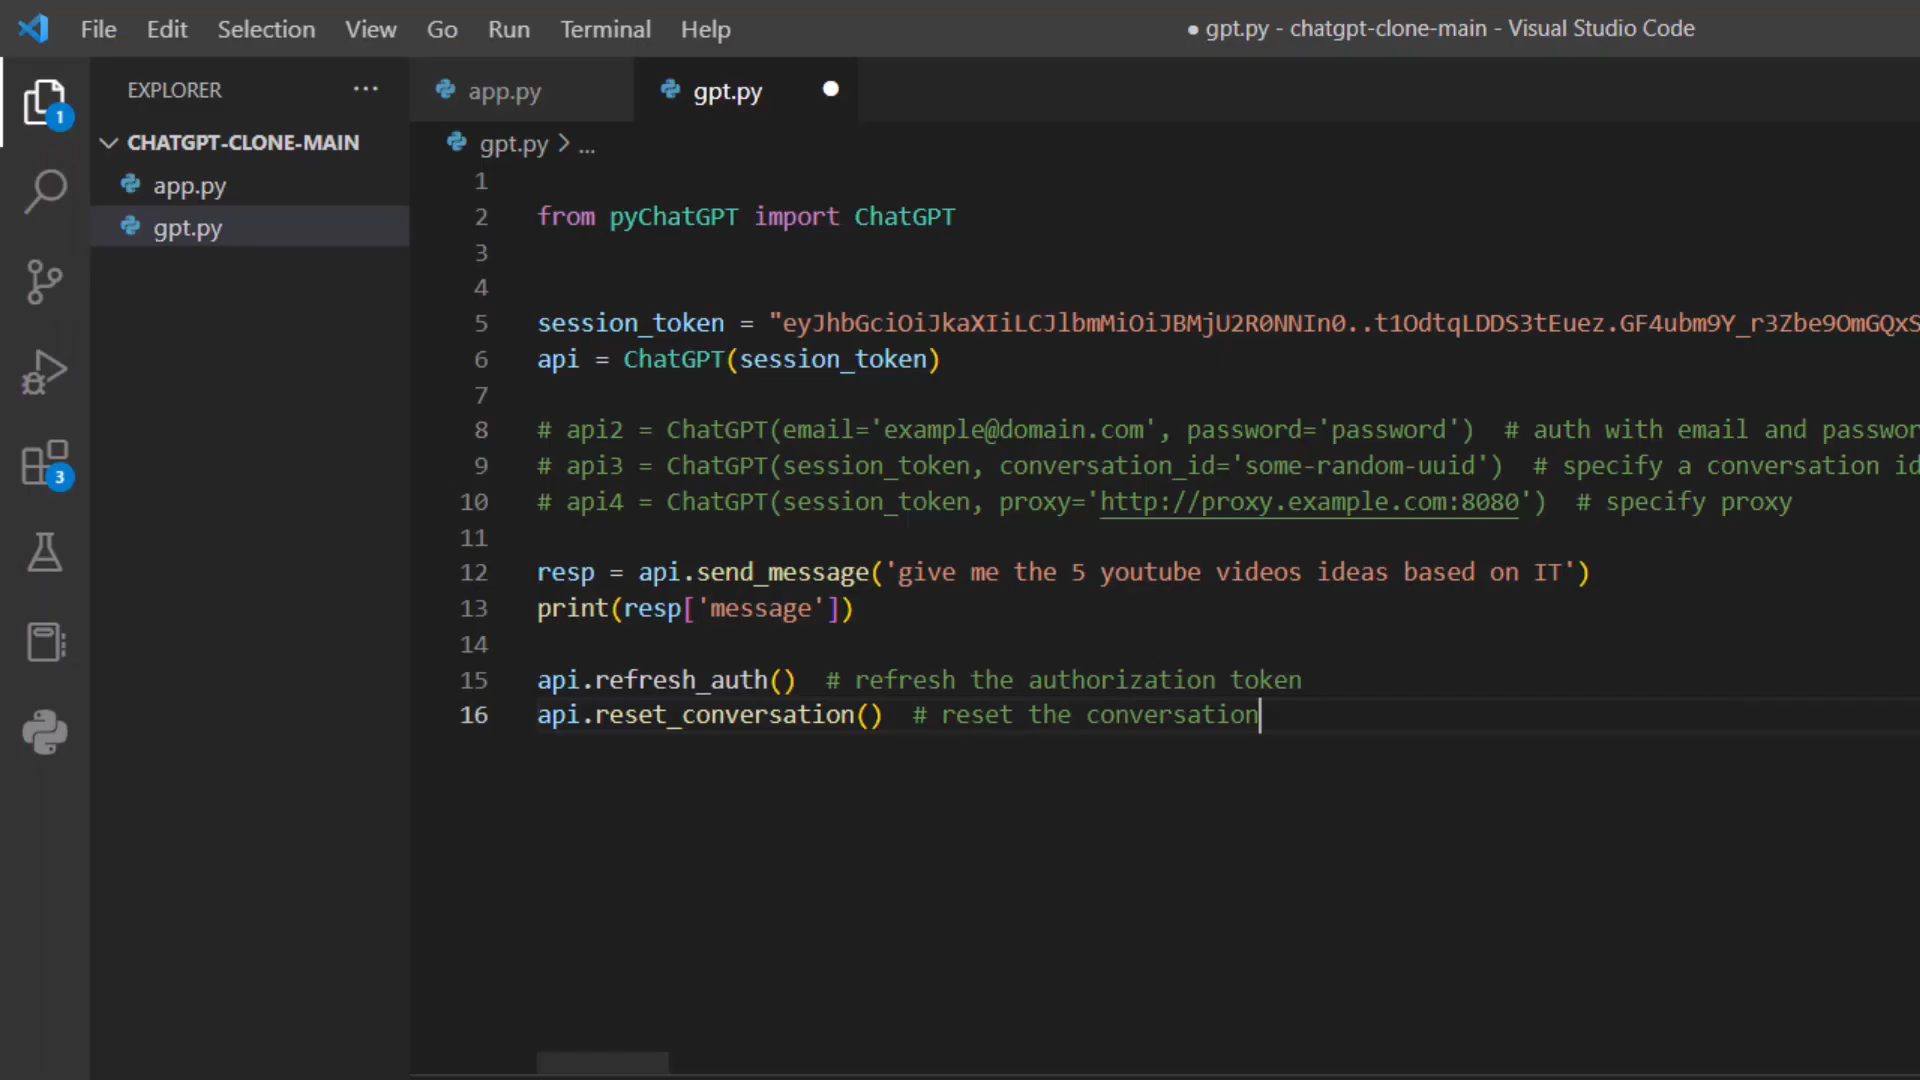 File Edit Selection View Go Run Terminal Help
● gpt.py - chatgpt-clone-main - Visual Studio Code
EXPLORER ...
app.py
gpt.py
1
CHATGPT-CLONE-MAIN
app.py
gpt.py
3
gpt.py > ...
1
2 from pyChatGPT import ChatGPT
3
4
5 session_token = "eyJhbGciOiJkaXIiLCJlbmMiOiJBMjU2R0NNIn0..t1OdtqLDDS3tEuez.GF4ubm9Y_r3Zbe9OmGQxS
6 api = ChatGPT(session_token)
7
8 # api2 = ChatGPT(email='example@domain.com', password='password') # auth with email and passwor
9 # api3 = ChatGPT(session_token, conversation_id='some-random-uuid') # specify a conversation id
10 # api4 = ChatGPT(session_token, proxy='http://proxy.example.com:8080') # specify proxy
11
12 resp = api.send_message('give me the 5 youtube videos ideas based on IT')
13 print(resp['message'])
14
15 api.refresh_auth() # refresh the authorization token
16 api.reset_conversation() # reset the conversation